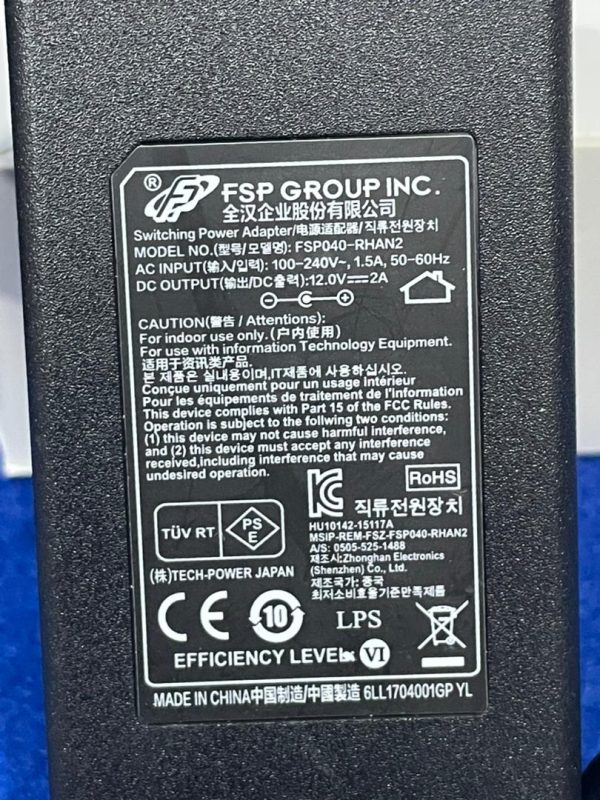 ® FSP FSP GROUP INC.
全汉企业股份有限公司
Switching Power Adapter/电源适配器/직류전원장치
MODEL NO.(型号/모델명): FSP040-RHAN2
AC INPUT(输入/입력): 100-240V~, 1.5A, 50-60Hz
DC OUTPUT(输出/DC출력):12.0V⎓2A
CAUTION(警告 / Attentions):
For indoor use only.(户内使用)
For use with information Technology Equipment.
适用于资讯类产品.
본 제품은 실내용이며,IT제품에 사용하십시오.
Conçue uniquement pour un usage Intérieur
Pour les équipements de traitement de l'information
This device complies with Part 15 of the FCC Rules.
Operation is subject to the follwing two conditions:
(1) this device may not cause harmful interference,
and (2) this device must accept any interference
received,including interference that may cause
undesired operation.
RoHS
KC 직류전원장치
HU10142-15117A
MSIP-REM-FSZ-FSP040-RHAN2
A/S: 0505-525-1488
제조사:Zhonghan Electronics
(Shenzhen) Co., Ltd.
제조국가: 중국
최저소비효율기준만족제품
TÜV RT PS E
(株)TECH-POWER JAPAN
CE 10 LPS
EFFICIENCY LEVEL: VI
MADE IN CHINA中国制造/中國製造 6LL1704001GP YL